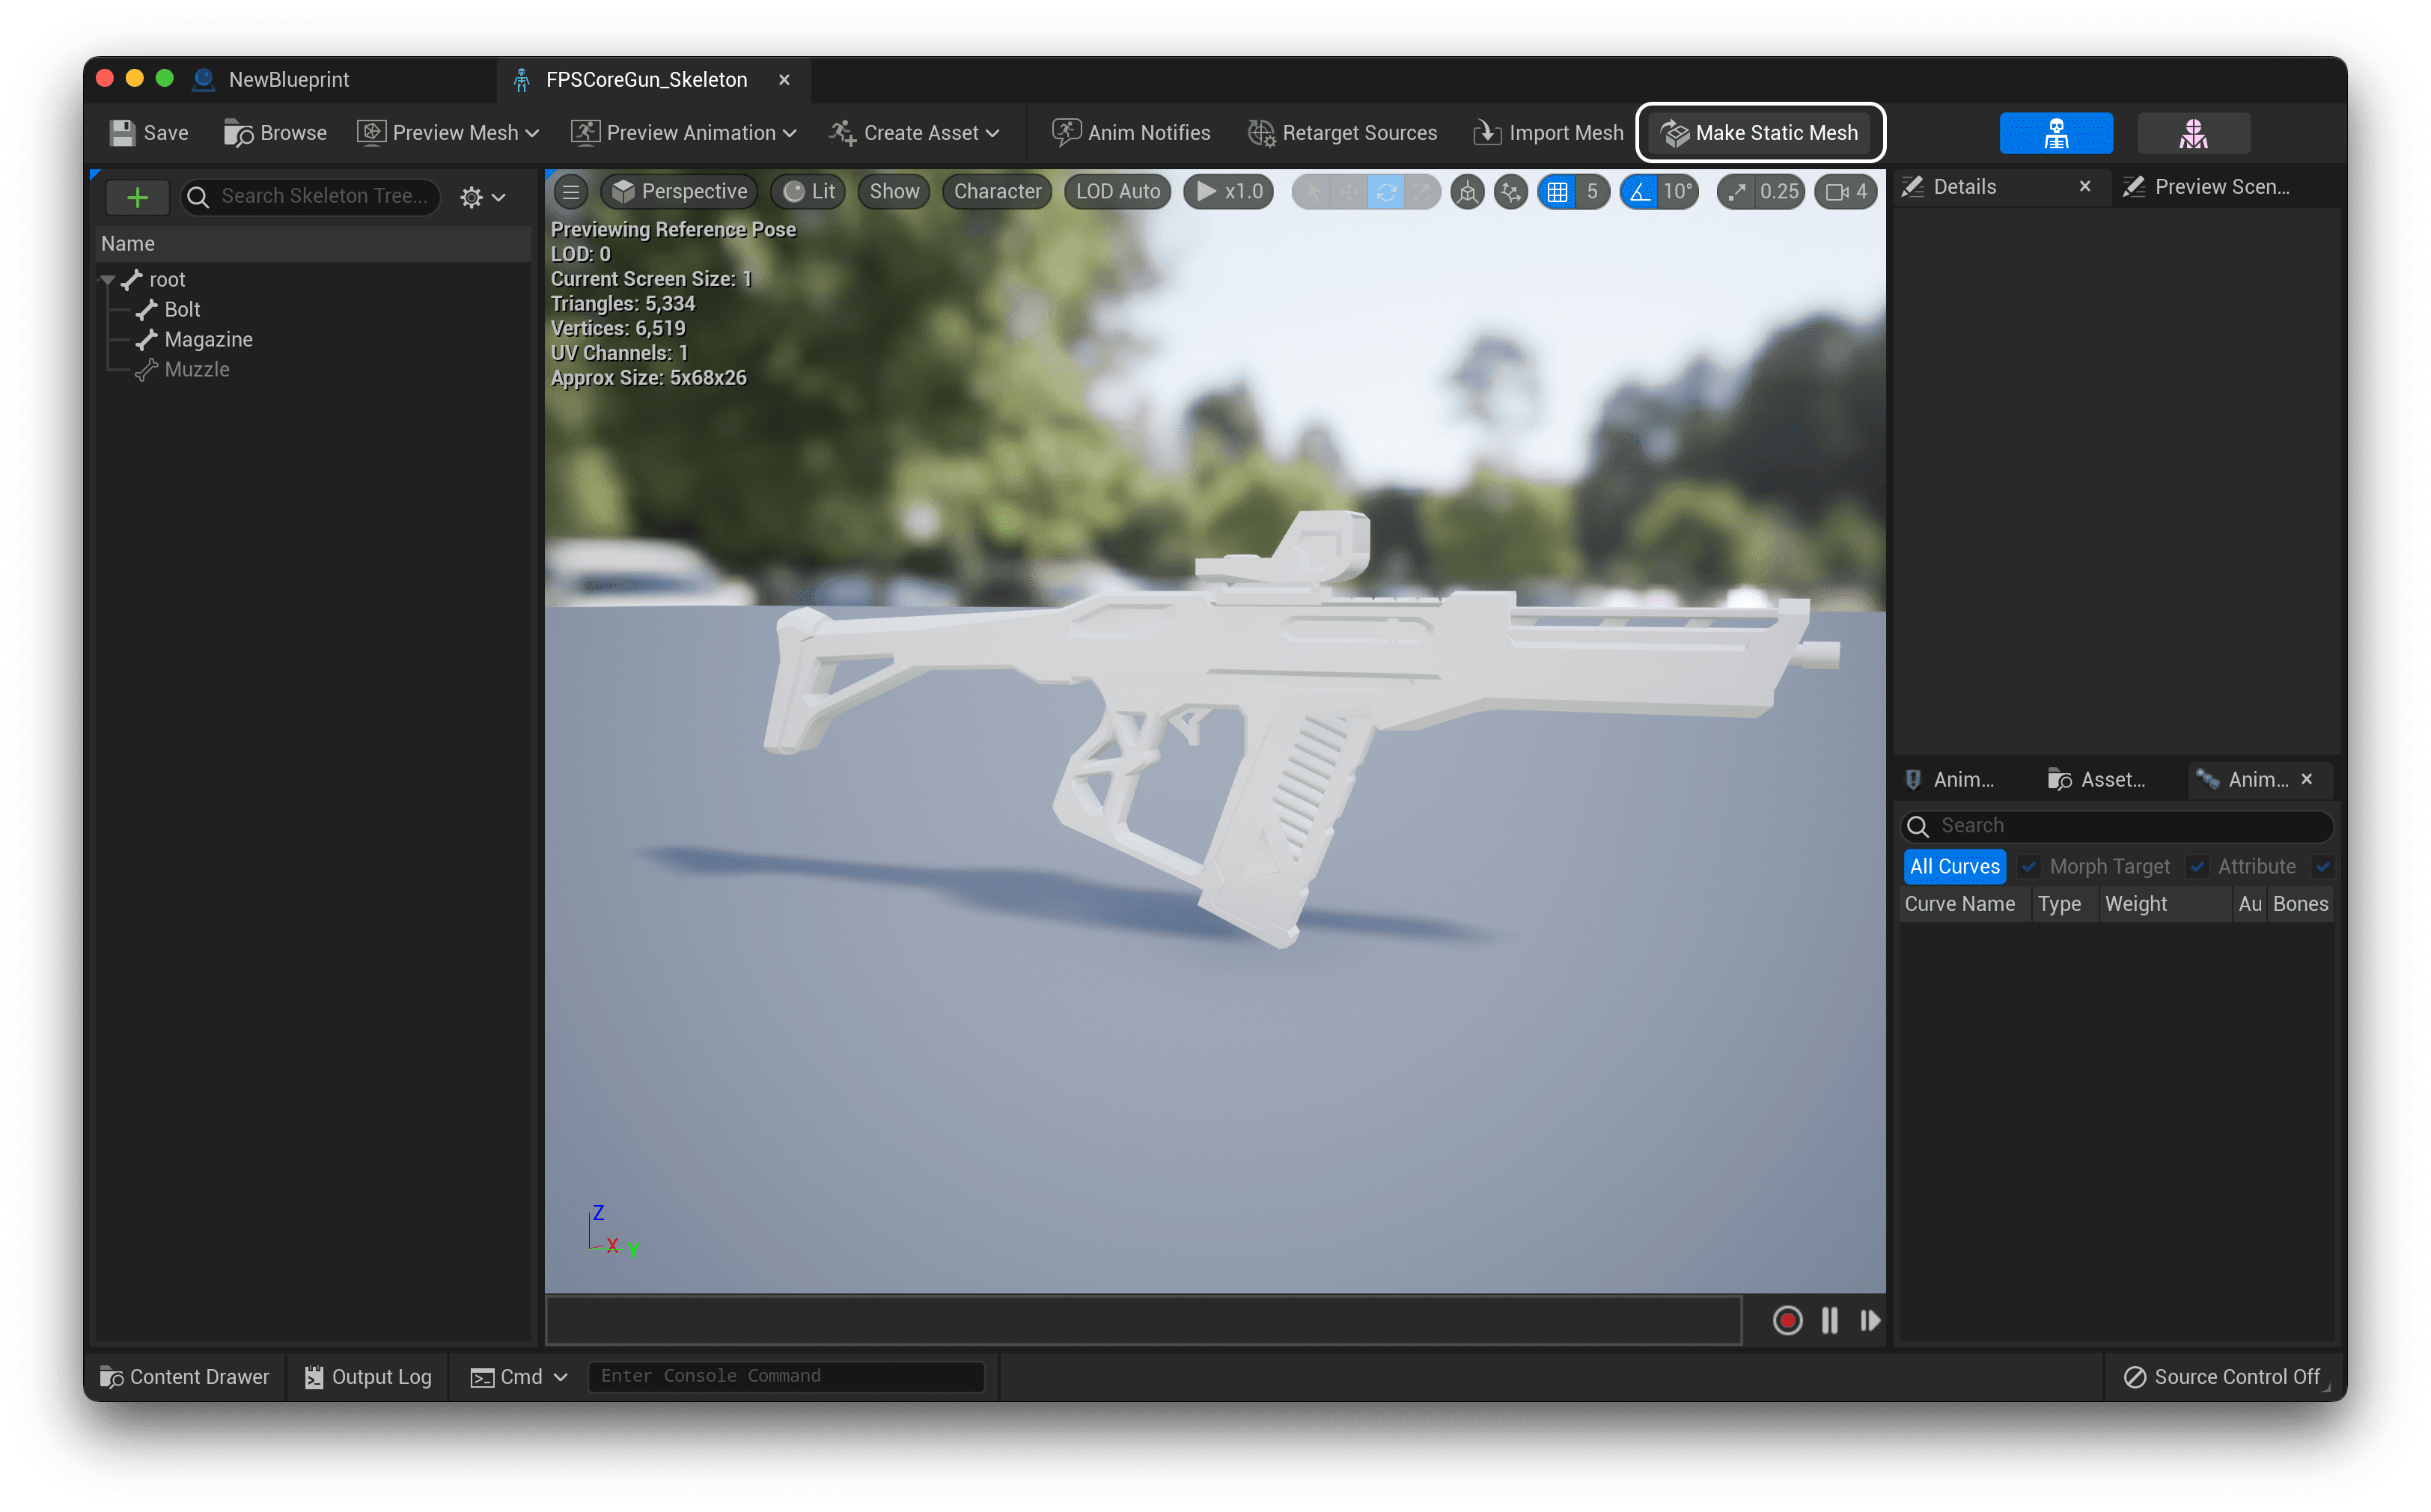 NewBlueprint
FPSCoreGun_Skeleton
Save
Browse
Preview Mesh
Preview Animation
Create Asset
Anim Notifies
Retarget Sources
Import Mesh
Make Static Mesh
Search Skeleton Tree...
Name
root
Bolt
Magazine
Muzzle
Perspective
Lit
Show
Character
LOD Auto
x1.0
5
10°
0.25
4
Previewing Reference Pose
LOD: 0
Current Screen Size: 1
Triangles: 5,334
Vertices: 6,519
UV Channels: 1
Approx Size: 5x68x26
Z
X Y
Details
Preview Scen...
Anim...
Asset...
Anim...
Search
All Curves
Morph Target
Attribute
Curve Name
Type
Weight
Au
Bones
Content Drawer
Output Log
Cmd
Enter Console Command
Source Control Off